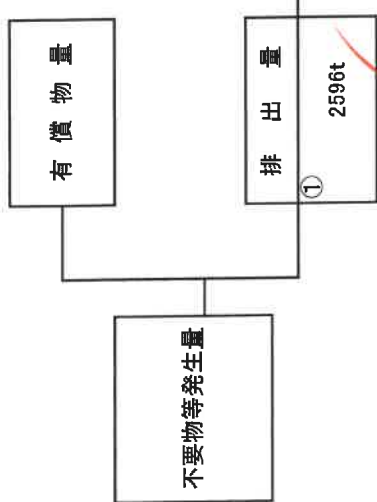 不要物等発生量
有償物量
排出量
①
2596t